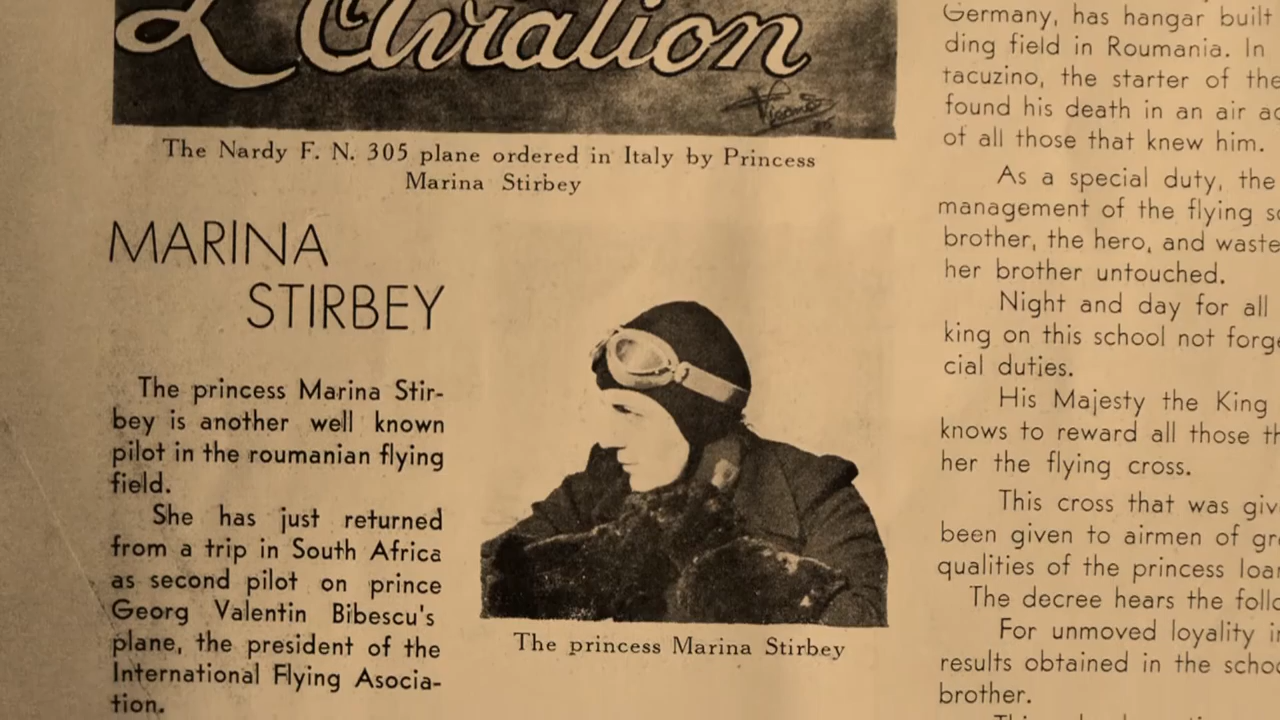 L'Aviation
The Nardy F. N. 305 plane ordered in Italy by Princess
Marina Stirbey
MARINA
STIRBEY
The princess Marina Stir-
bey is another well known
pilot in the roumanian flying
field.
She has just returned
from a trip in South Africa
as second pilot on prince
Georg Valentin Bibescu's
plane, the president of the
International Flying Asocia-
tion.
The princess Marina Stirbey
Germany, has hangar built
ding field in Roumania. In
tacuzino, the starter of the
found his death in an air
of all those that knew him.
As a special duty, the
management of the flying
brother, the hero, and
her brother untouched.
Night and day for all
king on this school not
cial duties.
His Majesty the King
knows to reward all those
her the flying cross.
This cross that was
been given to airmen of
qualities of the princess
The decree hears the
For unmoved loyality
results obtained in the
brother.